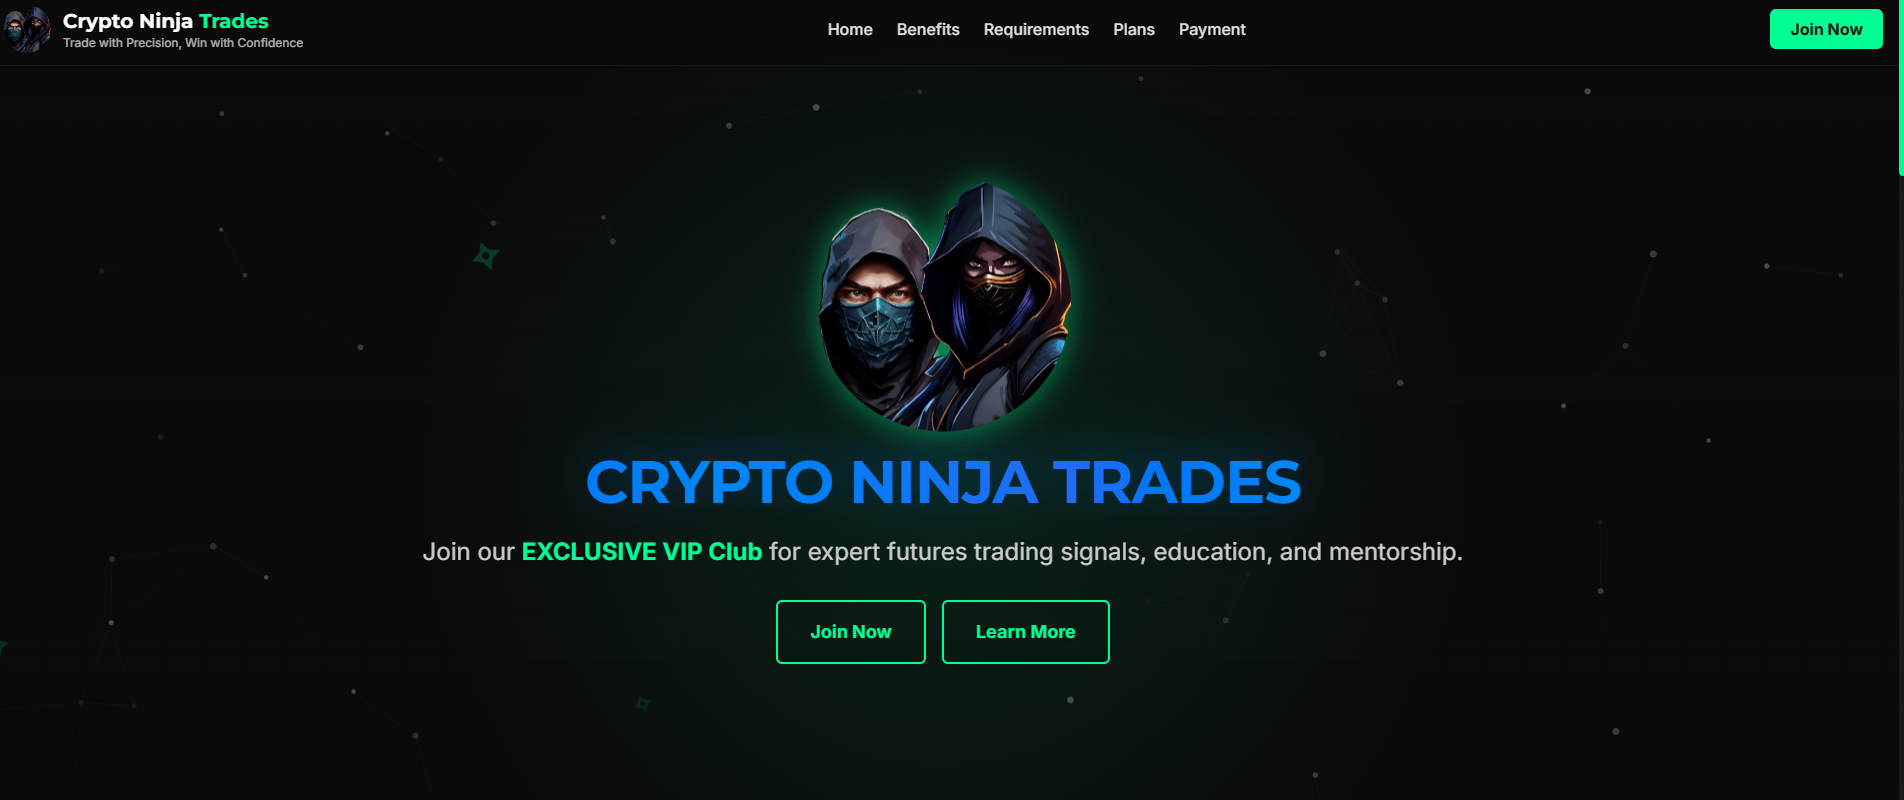 Crypto Ninja Trades
Trade with Precision, Win with Confidence
Home Benefits Requirements Plans Payment
Join Now
CRYPTO NINJA TRADES
Join our EXCLUSIVE VIP Club for expert futures trading signals, education, and mentorship.
Join Now Learn More